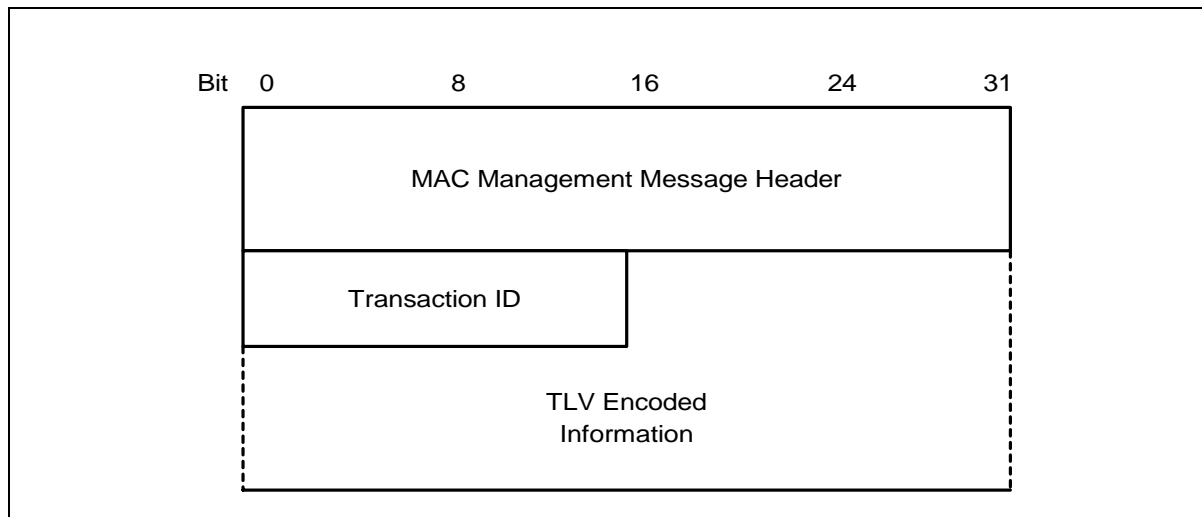 Bit 0 8 16 24 31
MAC Management Message Header
Transaction ID
TLV Encoded
Information